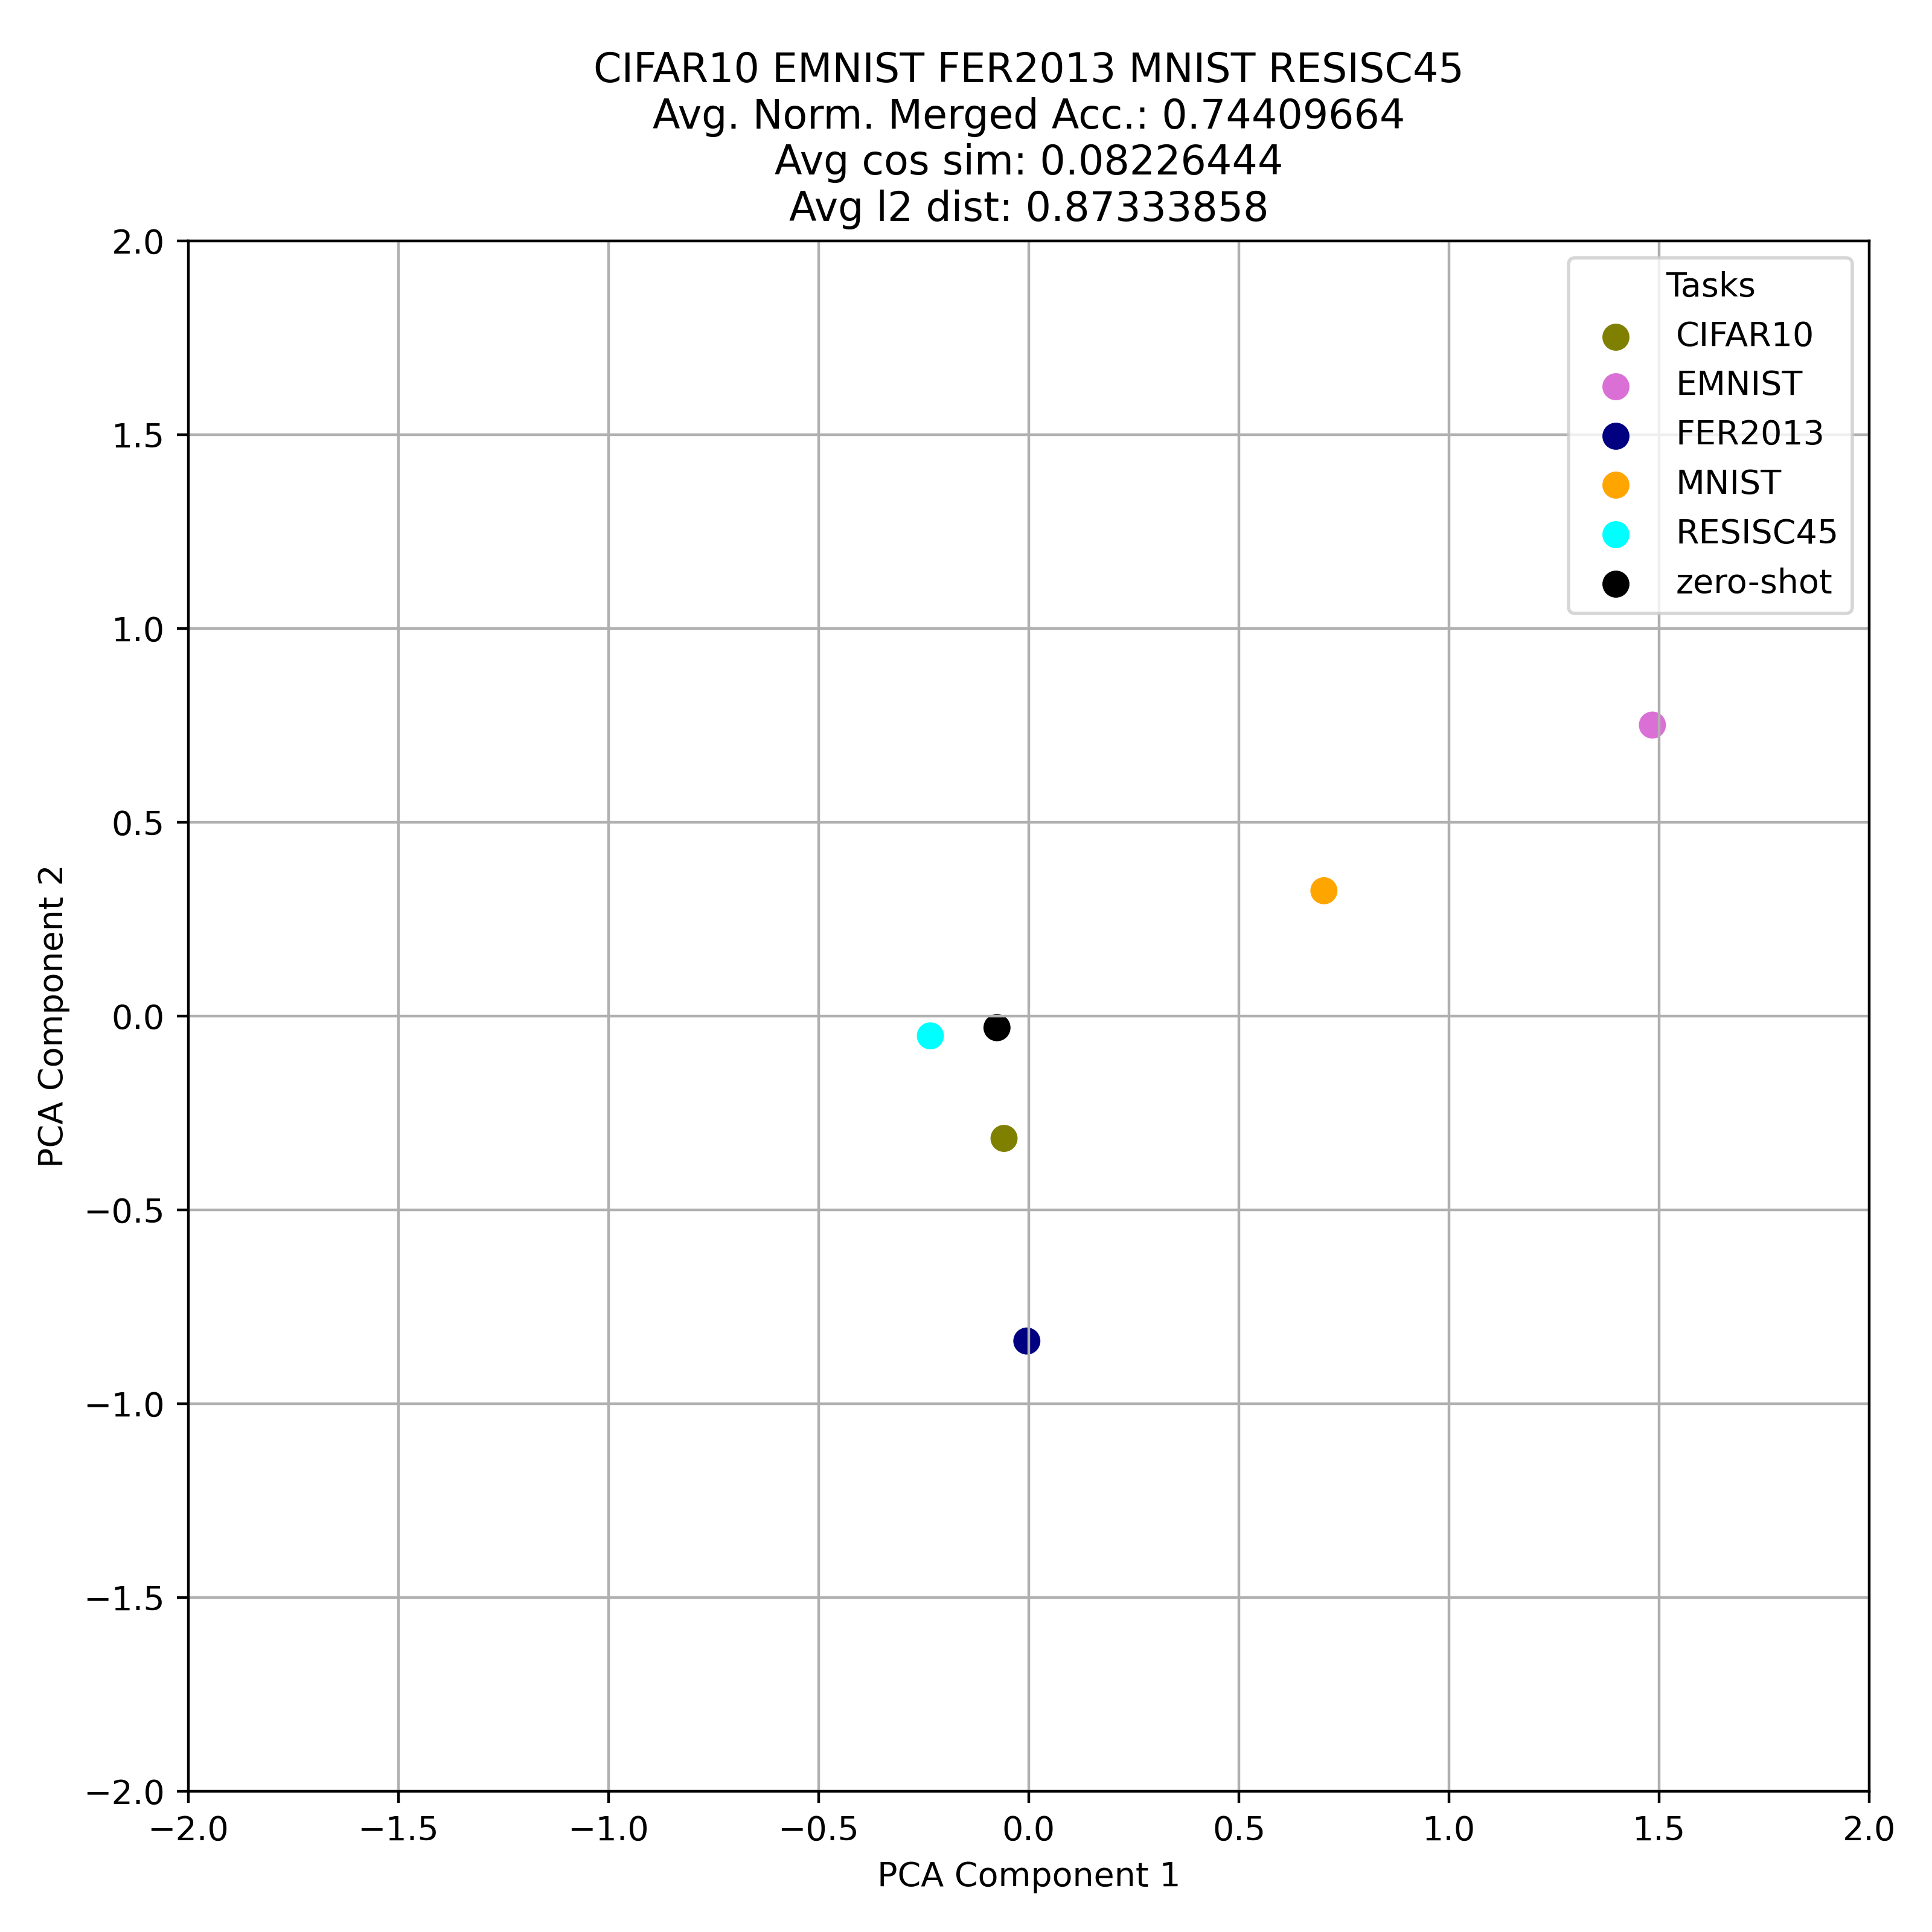 CIFAR10 EMNIST FER2013 MNIST RESISC45
Avg. Norm. Merged Acc.: 0.74409664
Avg cos sim: 0.08226444
Avg l2 dist: 0.87333858
Tasks
CIFAR10
EMNIST
FER2013
MNIST
RESISC45
zero-shot
2.0
1.5
1.0
0.5
0.0
−0.5
−1.0
−1.5
−2.0
PCA Component 2
−2.0 −1.5 −1.0 −0.5 0.0 0.5 1.0 1.5 2.0
PCA Component 1